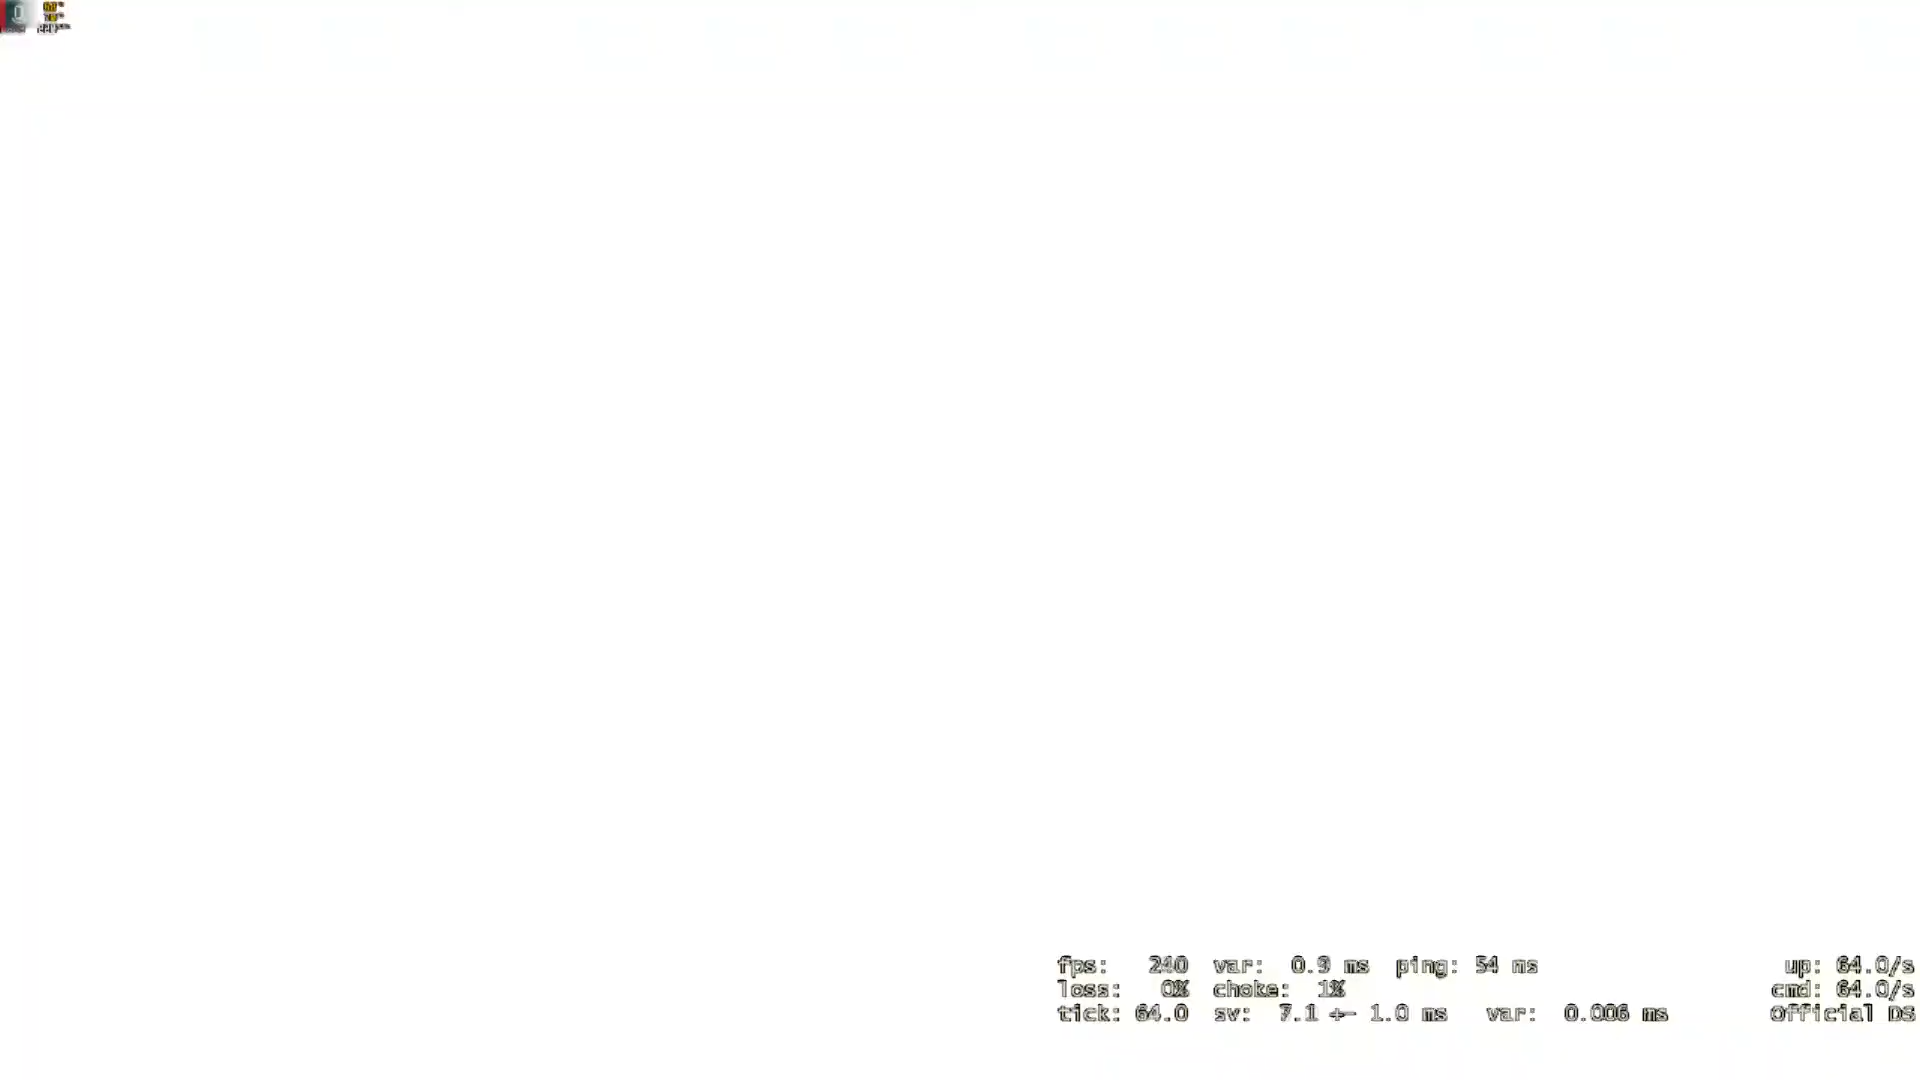 fps: 240 var: 0.9 ms ping: 54 ms up: 64.0/s
loss: 0% choke: 1% cmd: 64.0/s
tick: 64.0 sv: 7.1 +- 1.0 ms var: 0.006 ms Official DS